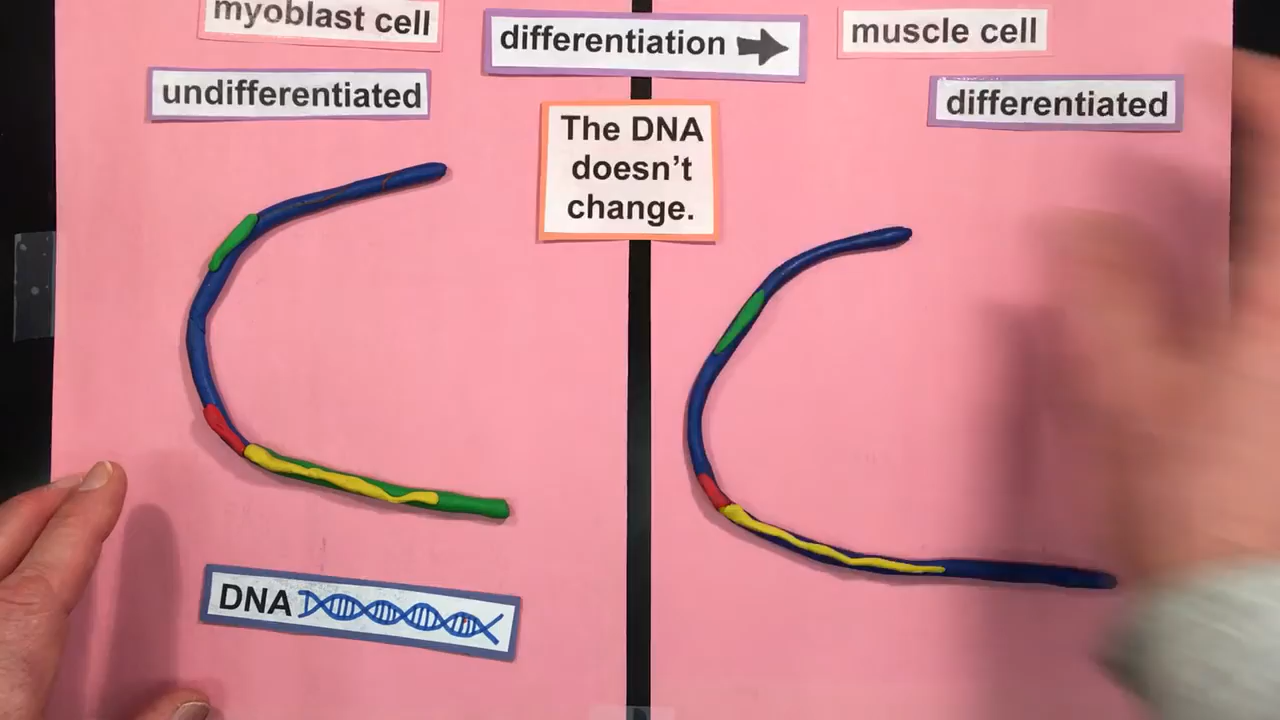 myoblast cell
differentiation
muscle cell
undifferentiated
differentiated
The DNA
doesn't
change.
DNA